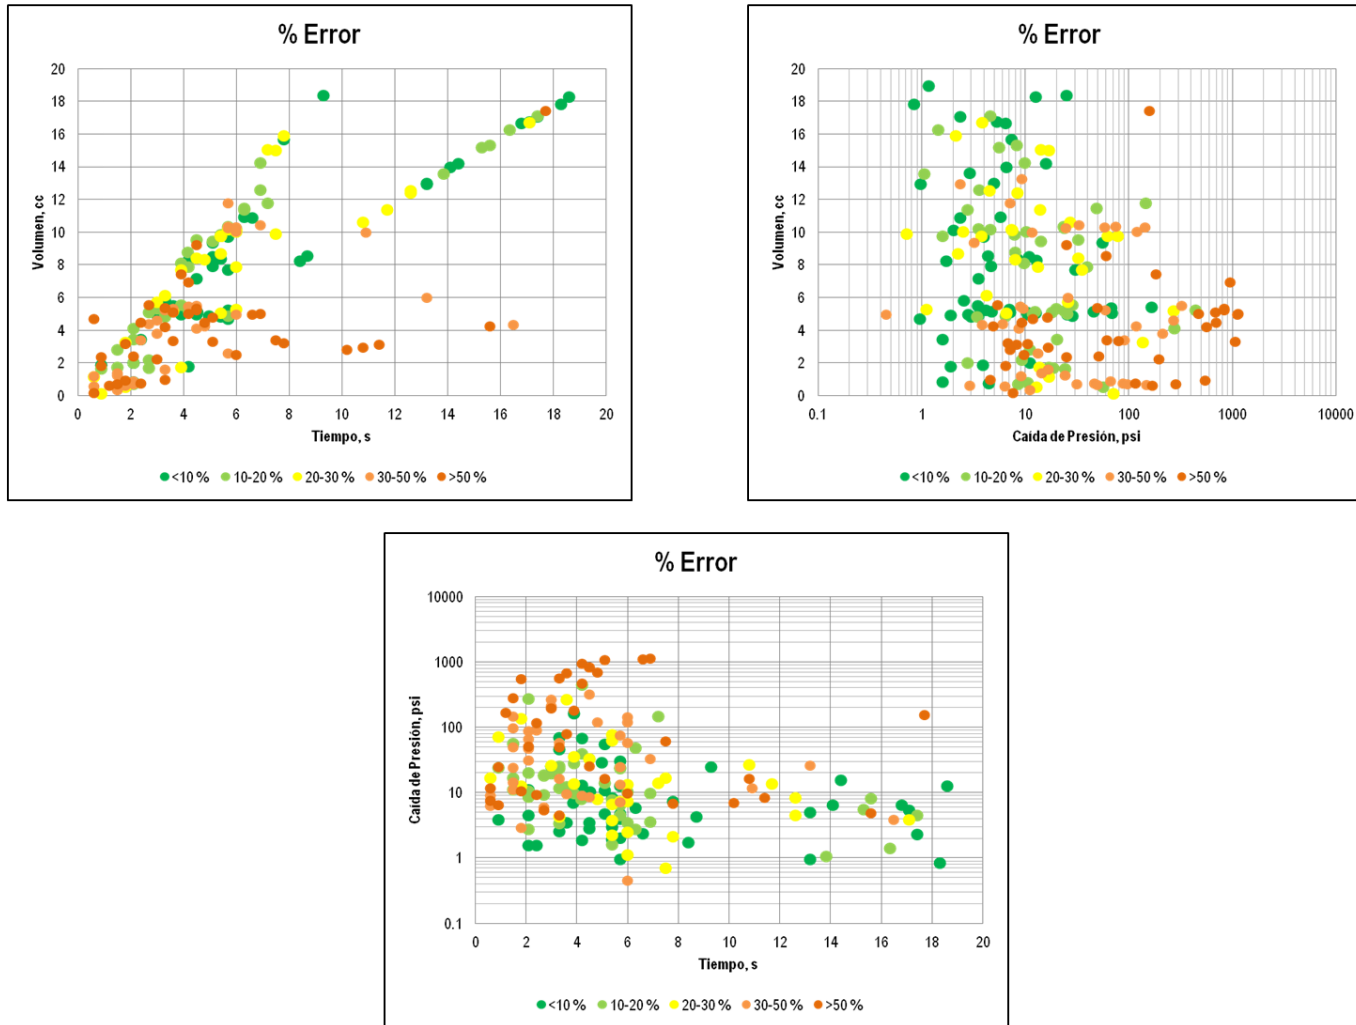 % Error
Volumen, cc
20
18
16
14
12
10
8
6
4
2
0
0 2 4 6 8 10 12 14 16 18 20
Tiempo, s
<10 % 10-20 % 20-30 % 30-50 % >50 %
% Error
Volumen, cc
20
18
16
14
12
10
8
6
4
2
0
0.1 1 10 100 1000 10000
Caída de Presión, psi
<10 % 10-20 % 20-30 % 30-50 % >50 %
% Error
Caída de Presión, psi
10000
1000
100
10
1
0.1
0 2 4 6 8 10 12 14 16 18 20
Tiempo, s
<10 % 10-20 % 20-30 % 30-50 % >50 %